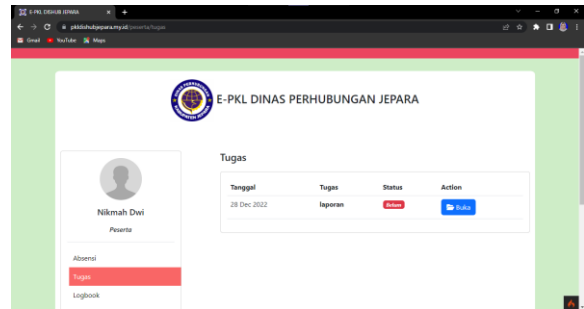 E-PKL DISHUB JEPARA
pkldishubjepara.my.id/peserta/tugas
Gmail YouTube Maps
E-PKL DINAS PERHUBUNGAN JEPARA
Nikmah Dwi
Peserta
Absensi
Tugas
Logbook
Tugas
Tanggal Tugas Status Action
28 Dec 2022 laporan Belum Buka